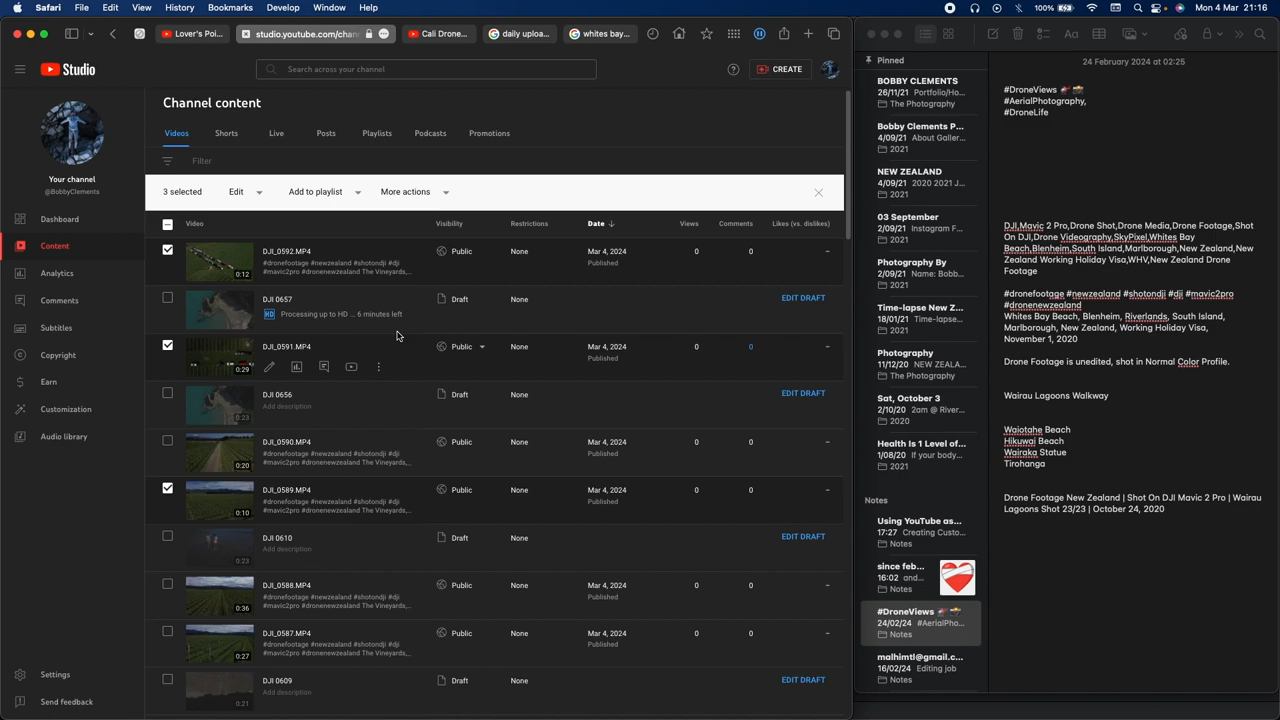 Safari File Edit View History Bookmarks Develop Window Help 100% Mon 4 Mar 21:16
Lover's Poi... studio.youtube.com/chan Cali Drone... daily uploa... whites bay...
Studio
Search across your channel
CREATE
Your channel
@BobbyClements
Dashboard
Content
Analytics
Comments
Subtitles
Copyright
Earn
Customization
Audio library
Settings
Send feedback
Channel content
Videos Shorts Live Posts Playlists Podcasts Promotions
Filter
3 selected Edit Add to playlist More actions
Video Visibility Restrictions Date Views Comments Likes (vs. dislikes)
0:12 DJI_0592.MP4 Public None Mar 4, 2024 0 0 –
#dronefootage #newzealand #shotondji #dji Published
#mavic2pro #dronenewzealand The Vineyards,...
DJI 0657 Draft None EDIT DRAFT
HD Processing up to HD ... 6 minutes left
0:29 DJI_0591.MP4 Public None Mar 4, 2024 0 0 –
Published
DJI 0656 Draft None EDIT DRAFT
0:23 Add description
0:20 DJI_0590.MP4 Public None Mar 4, 2024 0 0 –
#dronefootage #newzealand #shotondji #dji Published
#mavic2pro #dronenewzealand The Vineyards,...
0:10 DJI_0589.MP4 Public None Mar 4, 2024 0 0 –
#dronefootage #newzealand #shotondji #dji Published
#mavic2pro #dronenewzealand The Vineyards,...
DJI 0610 Draft None EDIT DRAFT
0:23 Add description
0:36 DJI_0588.MP4 Public None Mar 4, 2024 0 0 –
#dronefootage #newzealand #shotondji #dji Published
#mavic2pro #dronenewzealand The Vineyards,...
0:27 DJI_0587.MP4 Public None Mar 4, 2024 0 0 –
#dronefootage #newzealand #shotondji #dji Published
#mavic2pro #dronenewzealand The Vineyards,...
DJI 0609 Draft None EDIT DRAFT
0:21 Add description
Pinned
BOBBY CLEMENTS
26/11/21 Portfolio/Ho...
The Photography
Bobby Clements P...
4/09/21 About Galler...
2021
NEW ZEALAND
4/09/21 2020 2021 J...
2021
03 September
2/09/21 Instagram F...
2021
Photography By
2/09/21 Name: Bobb...
2021
Time-lapse New Z...
18/01/21 Time-lapse...
2021
Photography
11/12/20 NEW ZEALA...
The Photography
Sat, October 3
2/10/20 2am @ River...
2020
Health Is 1 Level of...
1/08/20 If your body...
2021
Notes
Using YouTube as...
17:27 Creating Custo...
Notes
since feb...
16:02 and...
Notes
#DroneViews
24/02/24 #AerialPho...
Notes
malhimtl@gmail.c...
16/02/24 Editing job
Notes
Aa
24 February 2024 at 02:25
#DroneViews
#AerialPhotography,
#DroneLife
DJI,Mavic 2 Pro,Drone Shot,Drone Media,Drone Footage,Shot
On DJI,Drone Videography,SkyPixel,Whites Bay
Beach,Blenheim,South Island,Marlborough,New Zealand,New
Zealand Working Holiday Visa,WHV,New Zealand Drone
Footage
#dronefootage #newzealand #shotondji #dji #mavic2pro
#dronenewzealand
Whites Bay Beach, Blenheim, Riverlands, South Island,
Marlborough, New Zealand, Working Holiday Visa,
November 1, 2020
Drone Footage is unedited, shot in Normal Color Profile.
Wairau Lagoons Walkway
Waiotahe Beach
Hikuwai Beach
Wairaka Statue
Tirohanga
Drone Footage New Zealand | Shot On DJI Mavic 2 Pro | Wairau
Lagoons Shot 23/23 | October 24, 2020